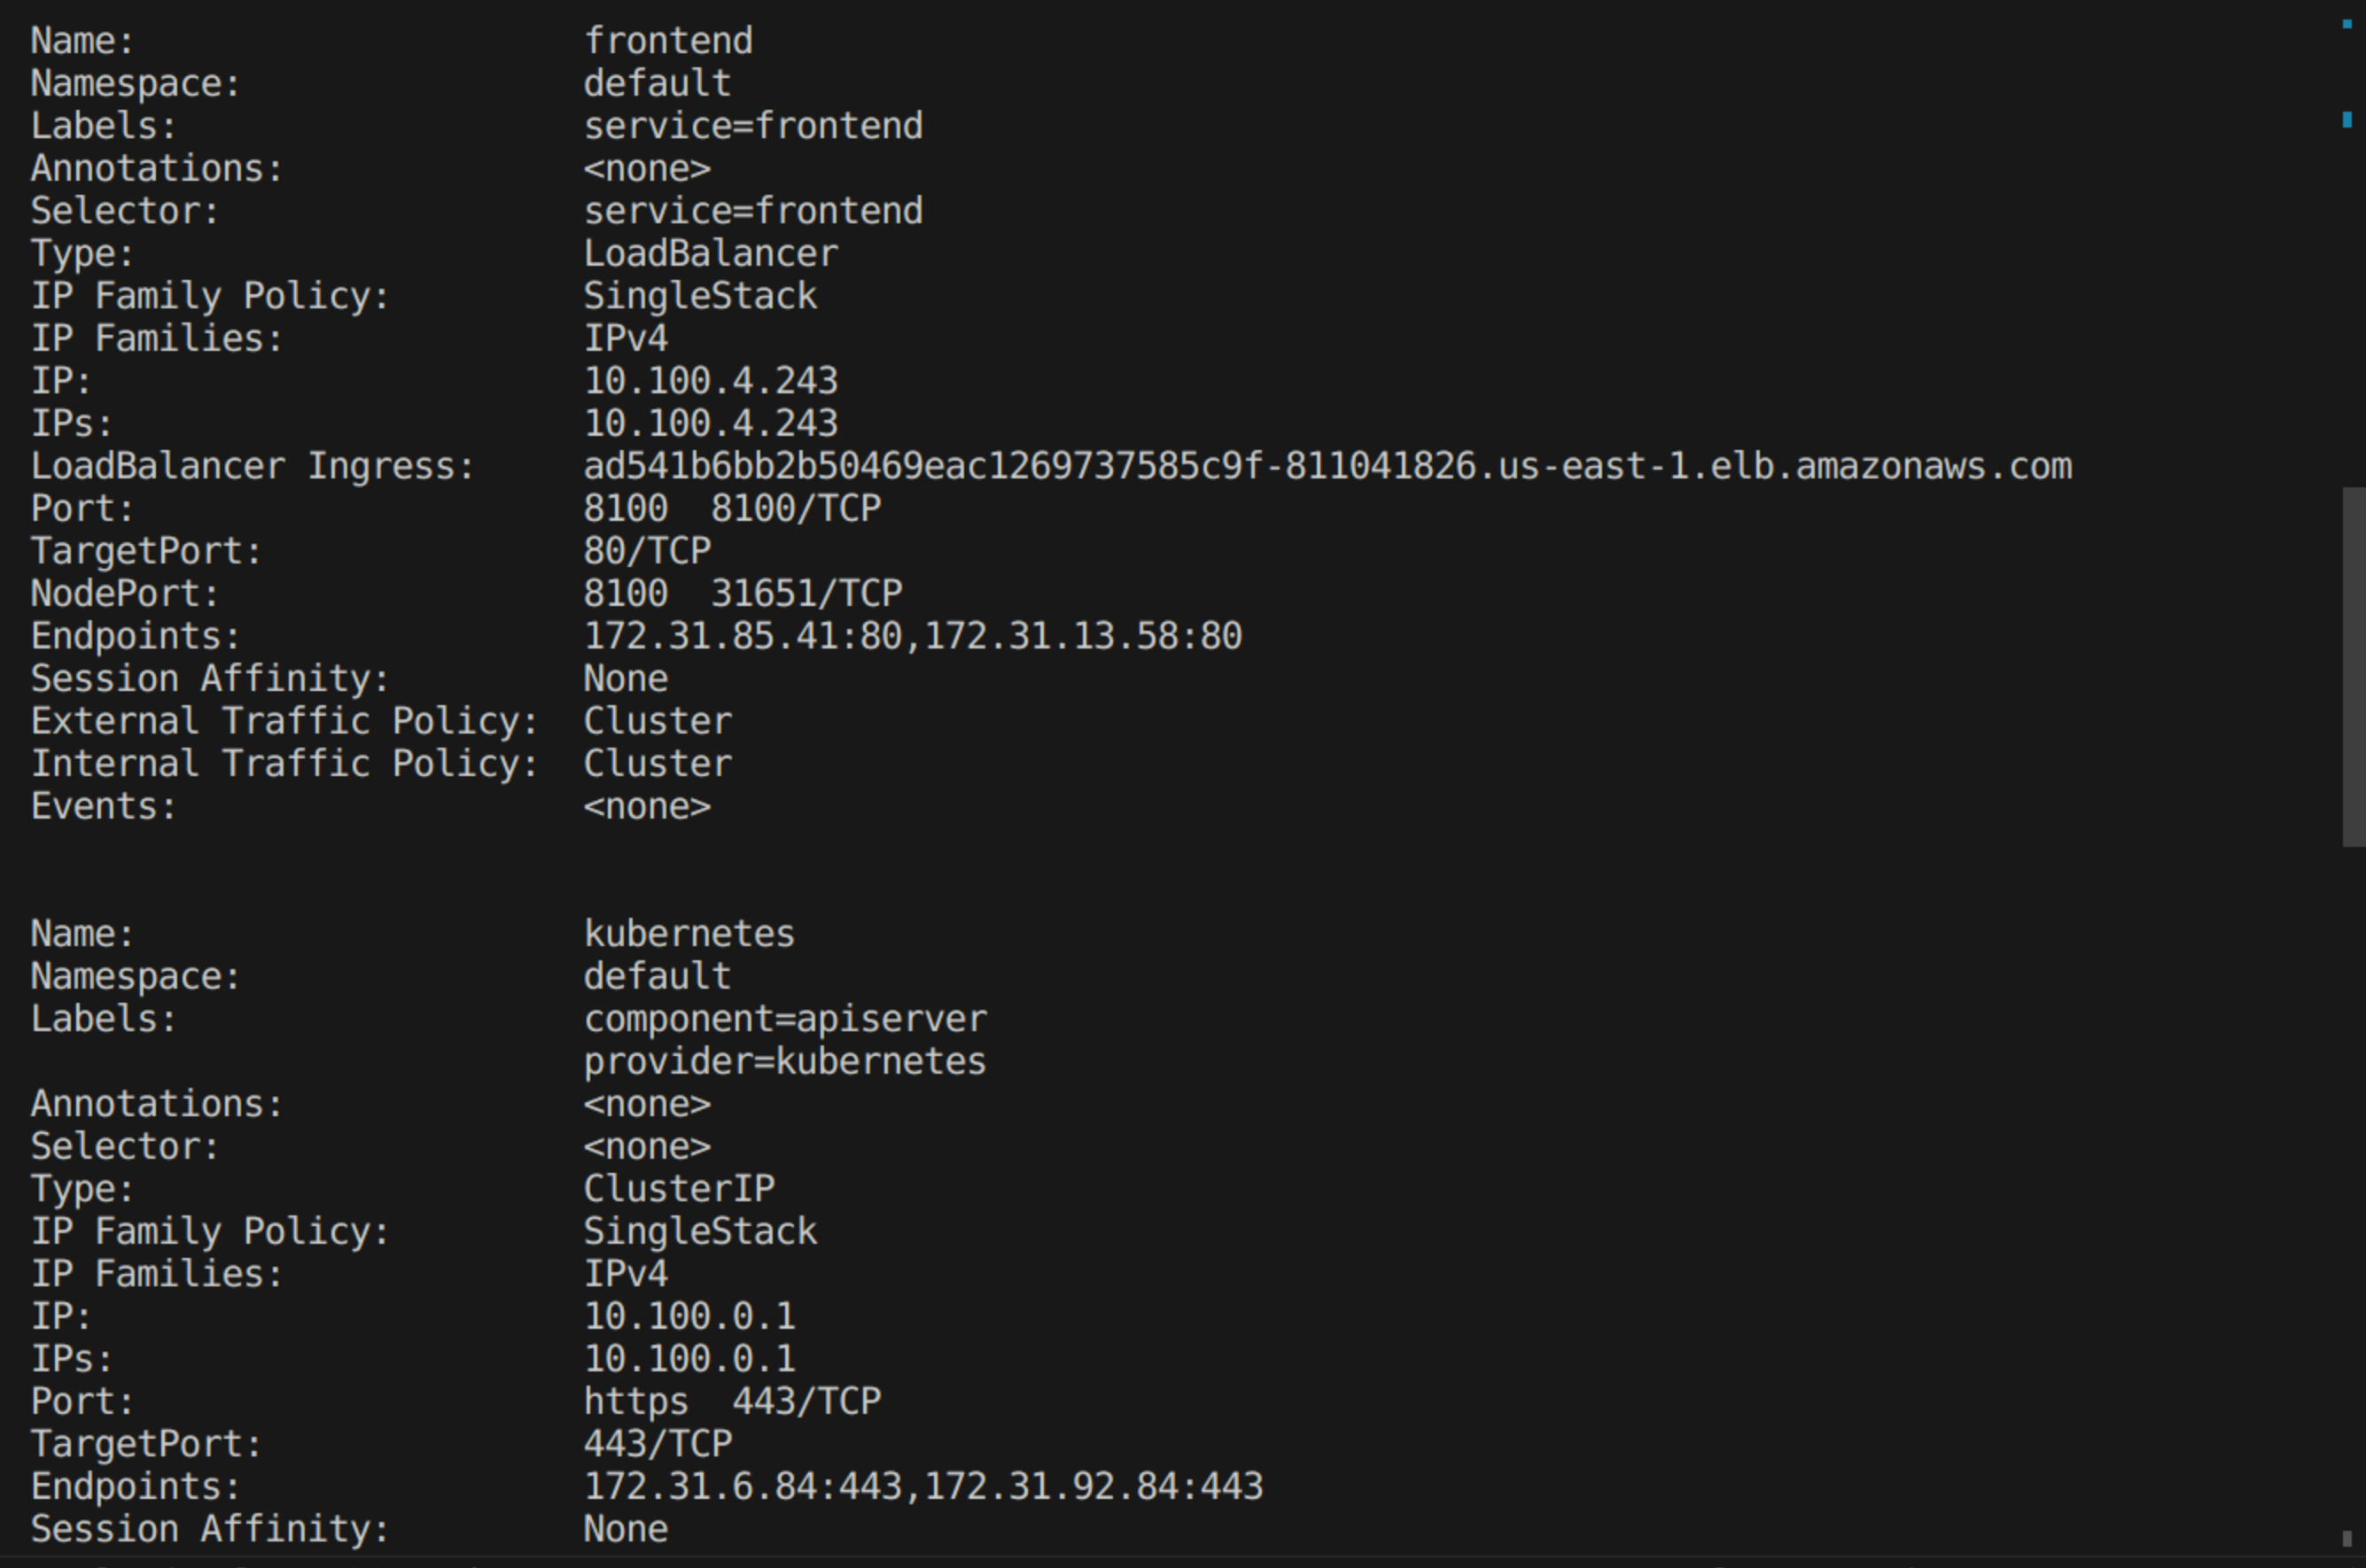 Name:                     frontend
Namespace:                default
Labels:                   service=frontend
Annotations:              <none>
Selector:                 service=frontend
Type:                     LoadBalancer
IP Family Policy:         SingleStack
IP Families:              IPv4
IP:                       10.100.4.243
IPs:                      10.100.4.243
LoadBalancer Ingress:     ad541b6bb2b50469eac1269737585c9f-811041826.us-east-1.elb.amazonaws.com
Port:                     8100  8100/TCP
TargetPort:               80/TCP
NodePort:                 8100  31651/TCP
Endpoints:                172.31.85.41:80,172.31.13.58:80
Session Affinity:         None
External Traffic Policy:  Cluster
Internal Traffic Policy:  Cluster
Events:                   <none>
Name:                     kubernetes
Namespace:                default
Labels:                   component=apiserver
                          provider=kubernetes
Annotations:              <none>
Selector:                 <none>
Type:                     ClusterIP
IP Family Policy:         SingleStack
IP Families:              IPv4
IP:                       10.100.0.1
IPs:                      10.100.0.1
Port:                     https  443/TCP
TargetPort:               443/TCP
Endpoints:                172.31.6.84:443,172.31.92.84:443
Session Affinity:         None